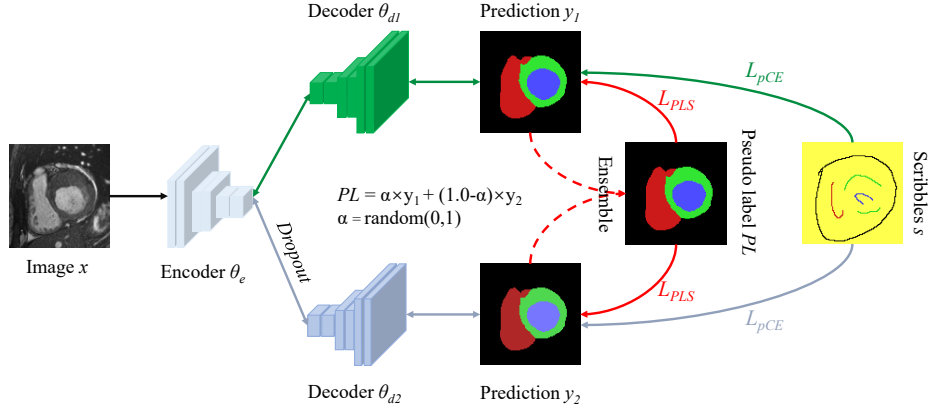 Decoder θd1
Prediction y1
LpCE
LPLS
Ensemble
Pseudo label PL
Scribbles s
PL = α×y1 + (1.0-α)×y2
α = random(0,1)
Dropout
Image x
Encoder θe
LPLS
LpCE
Decoder θd2
Prediction y2